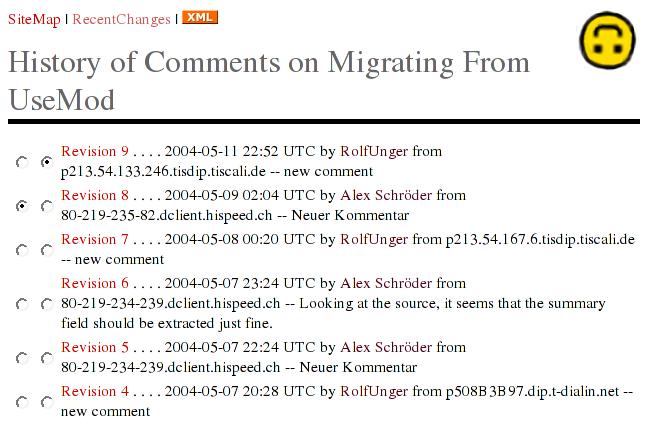 SiteMap | RecentChanges | XML
History of Comments on Migrating From
UseMod
Revision 9 . . . . 2004-05-11 22:52 UTC by RolfUnger from
p213.54.133.246.tisdip.tiscali.de -- new comment
Revision 8 . . . . 2004-05-09 02:04 UTC by Alex Schröder from
80-219-235-82.dclient.hispeed.ch -- Neuer Kommentar
Revision 7 . . . . 2004-05-08 00:20 UTC by RolfUnger from p213.54.167.6.tisdip.tiscali.de
-- new comment
Revision 6 . . . . 2004-05-07 23:24 UTC by Alex Schröder from
80-219-234-239.dclient.hispeed.ch -- Looking at the source, it seems that the summary
field should be extracted just fine.
Revision 5 . . . . 2004-05-07 22:24 UTC by Alex Schröder from
80-219-234-239.dclient.hispeed.ch -- Neuer Kommentar
Revision 4 . . . . 2004-05-07 20:28 UTC by RolfUnger from p508B3B97.dip.t-dialin.net --
new comment